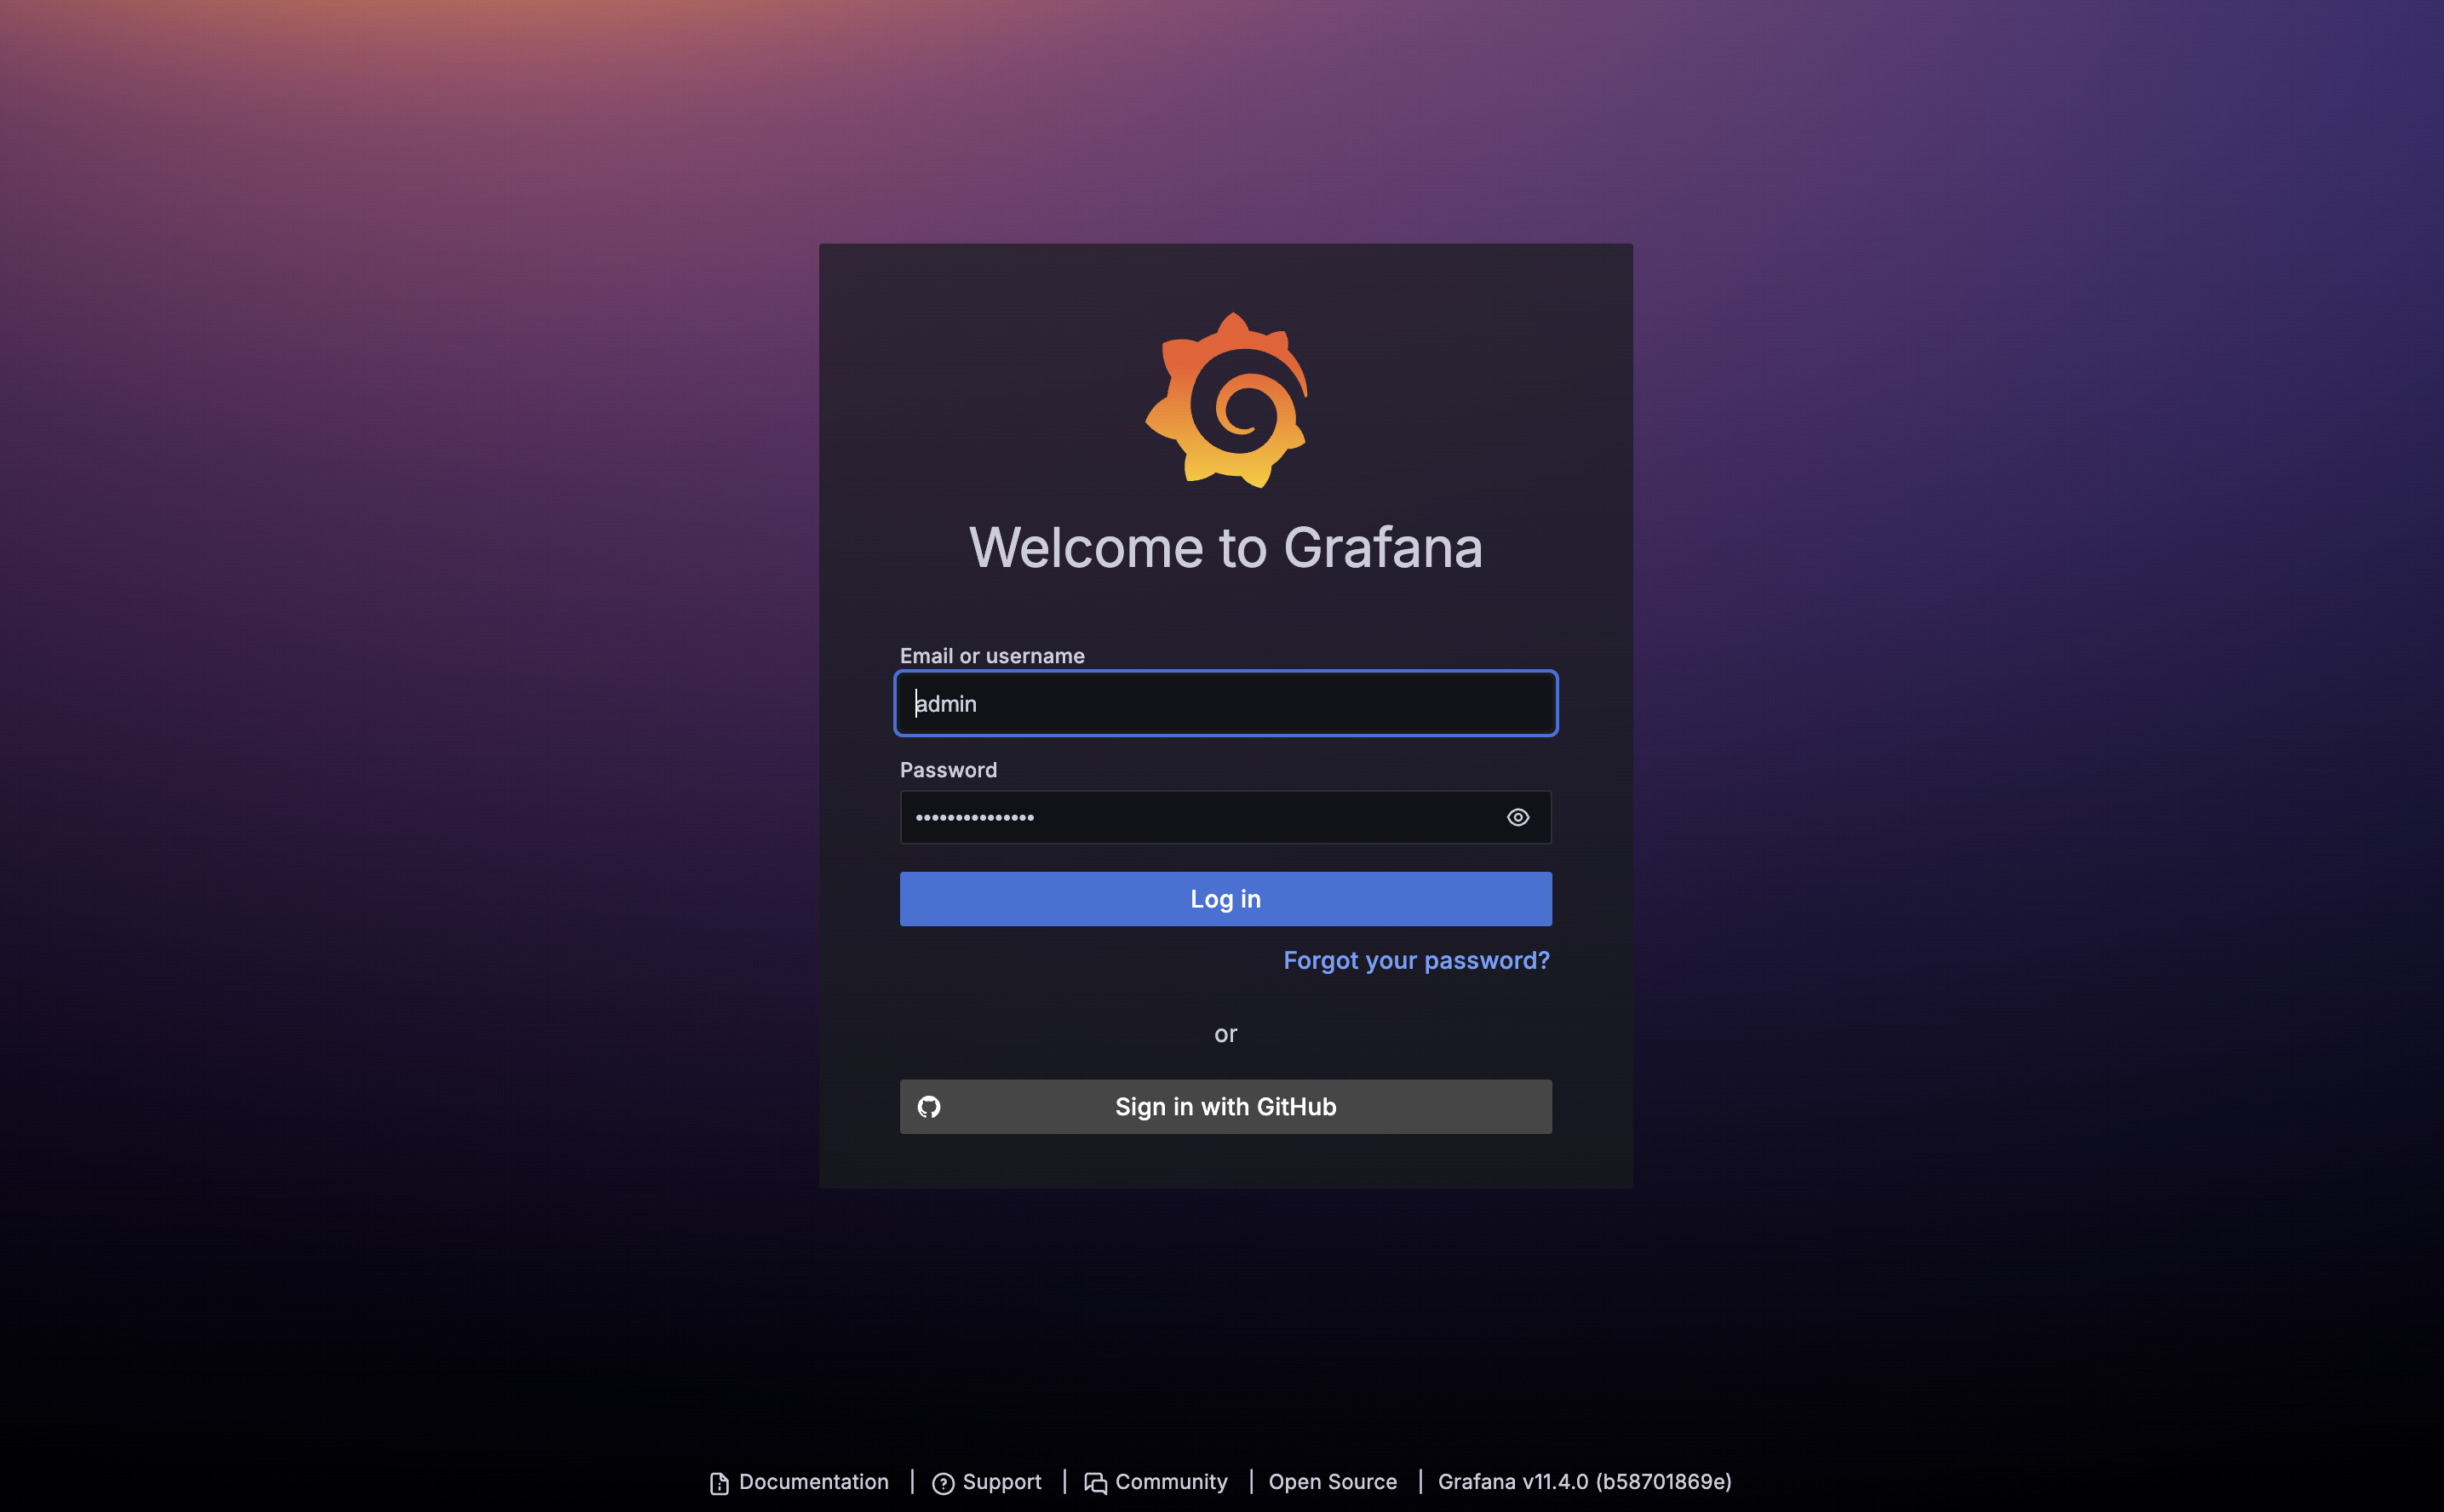 Welcome to Grafana
Email or username
admin
Password
•••••••••••••••
Log in
Forgot your password?
or
Sign in with GitHub
Documentation | Support | Community | Open Source | Grafana v11.4.0 (b58701869e)